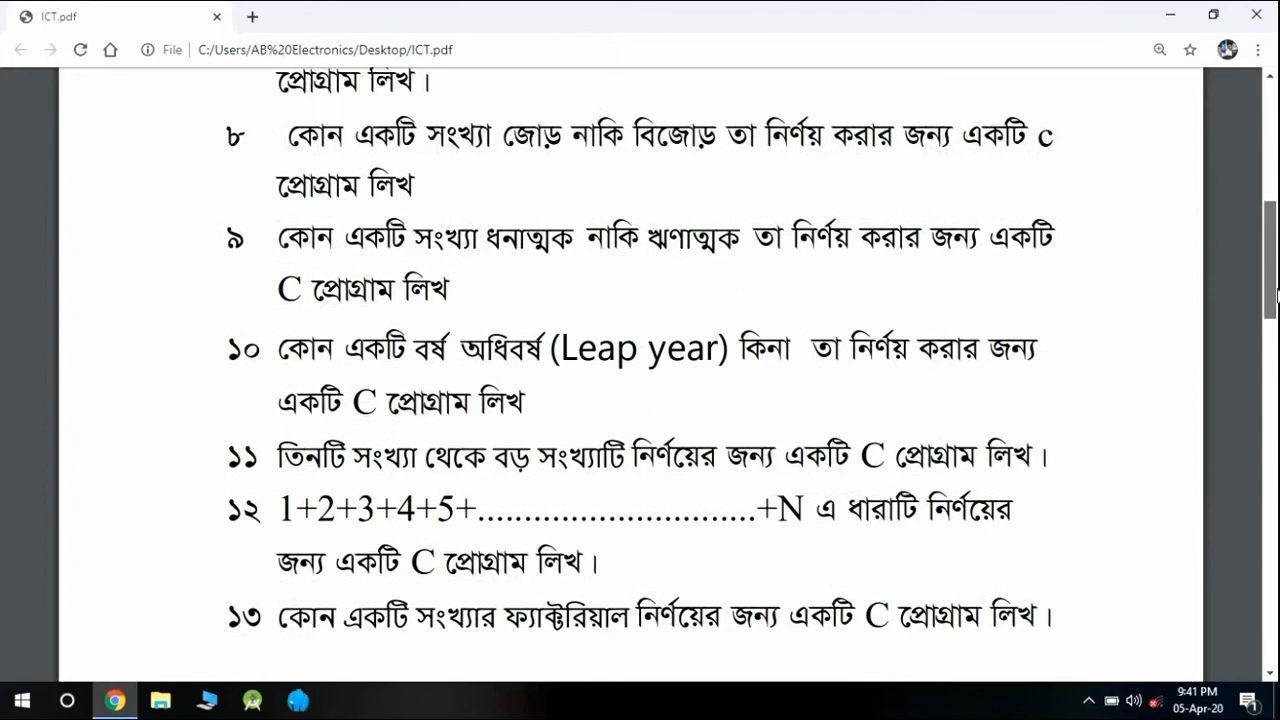 ICT.pdf
File C:/Users/AB%20Electronics/Desktop/ICT.pdf
প্রোগ্রাম লিখ।
৮ কোন একটি সংখ্যা জোড় নাকি বিজোড় তা নির্ণয় করার জন্য একটি c
প্রোগ্রাম লিখ
৯ কোন একটি সংখ্যা ধনাত্মক নাকি ঋণাত্মক তা নির্ণয় করার জন্য একটি
C প্রোগ্রাম লিখ
১০ কোন একটি বর্ষ অধিবর্ষ (Leap year) কিনা তা নির্ণয় করার জন্য
একটি C প্রোগ্রাম লিখ
১১ তিনটি সংখ্যা থেকে বড় সংখ্যাটি নির্ণয়ের জন্য একটি C প্রোগ্রাম লিখ।
১২ 1+2+3+4+5+..............................+N এ ধারাটি নির্ণয়ের
জন্য একটি C প্রোগ্রাম লিখ।
১৩ কোন একটি সংখ্যার ফ্যাক্টরিয়াল নির্ণয়ের জন্য একটি C প্রোগ্রাম লিখ।
9:41 PM
05-Apr-20
1